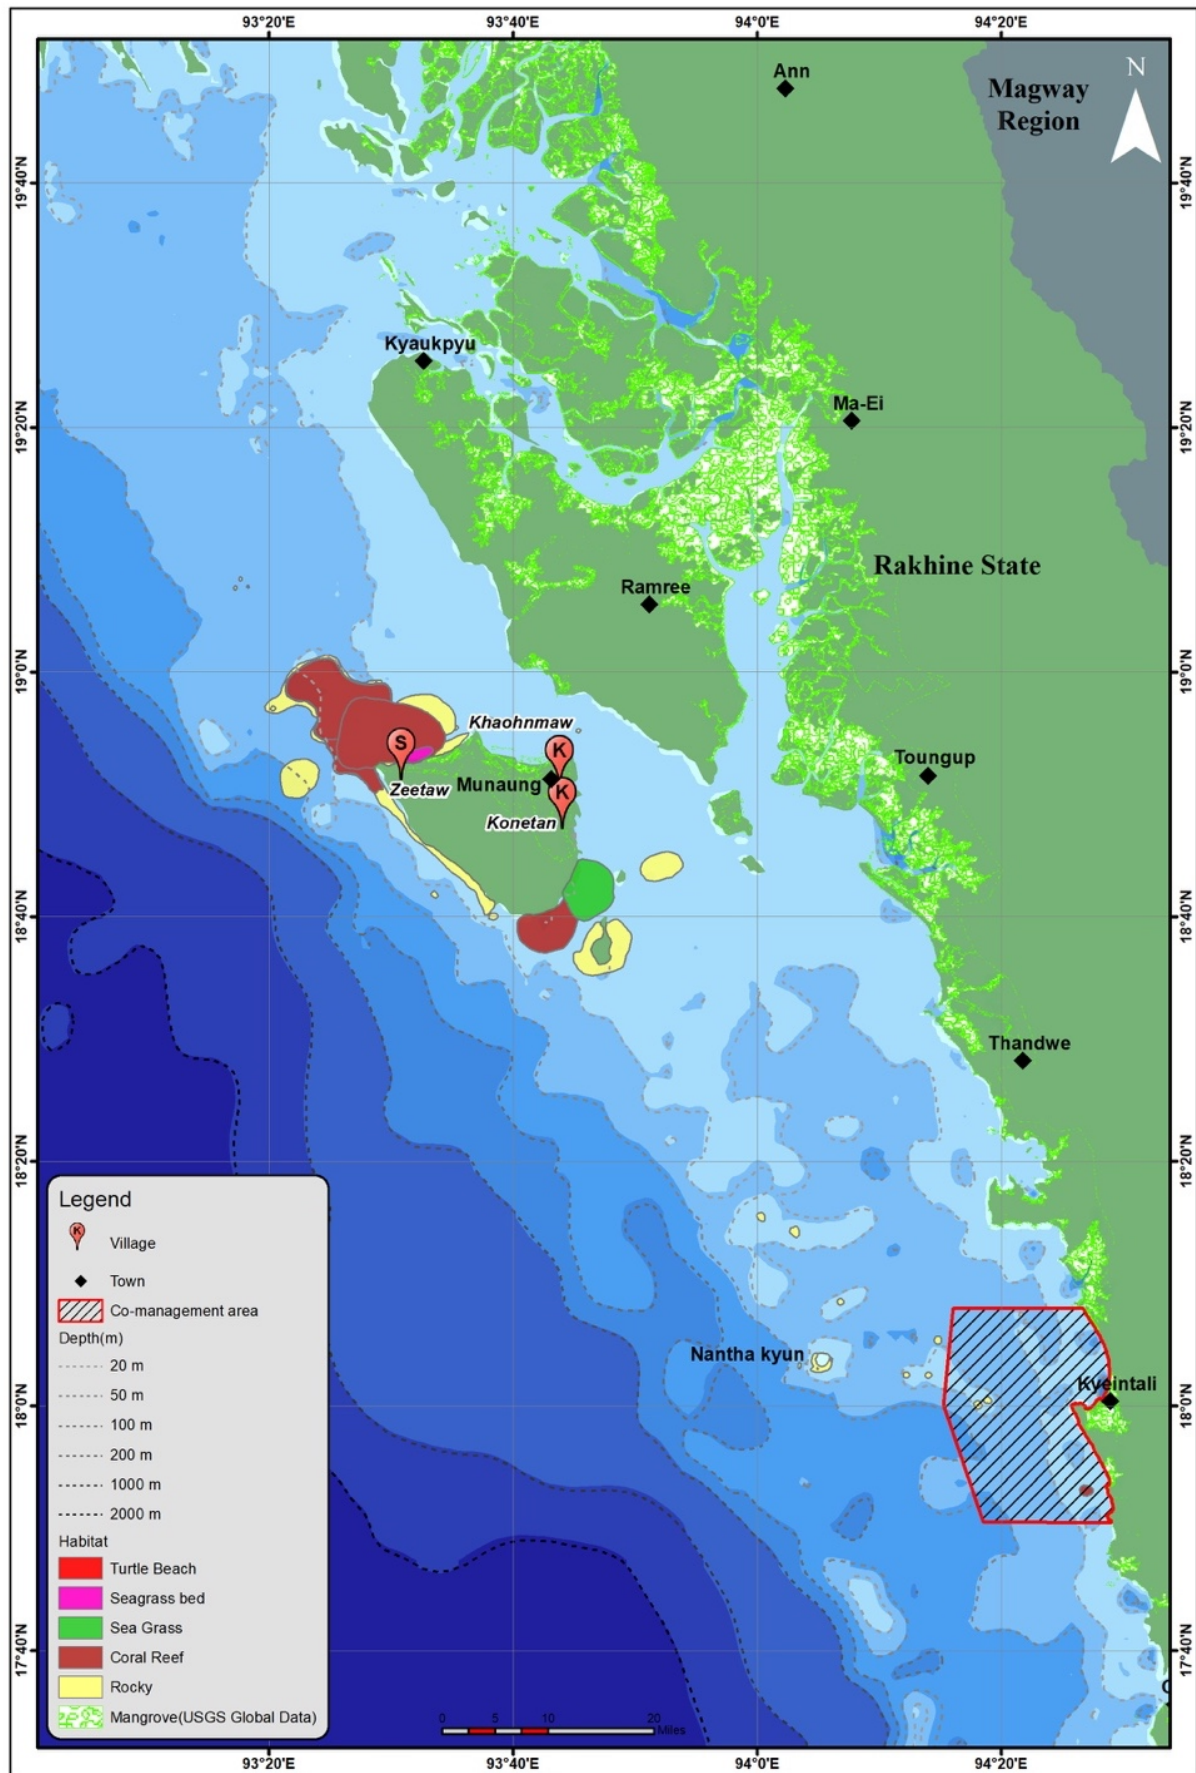 93°20'E
93°40'E
94°0'E
94°20'E
N
Ann
Magway
Region
19°40'N
19°40'N
Kyaukpyu
Ma-Ei
19°20'N
19°20'N
Rakhine State
Ramree
19°0'N
19°0'N
Khaohnmaw
S
K
Toungup
Munaung
Zeetaw
K
Konetan
18°40'N
18°40'N
Thandwe
18°20'N
18°20'N
Legend
K
Village
Town
Co-management area
Depth(m)
20 m
50 m
100 m
200 m
1000 m
2000 m
Habitat
Turtle Beach
Seagrass bed
Sea Grass
Coral Reef
Rocky
Mangrove(USGS Global Data)
Nantha kyun
Kyeintali
18°0'N
18°0'N
17°40'N
17°40'N
0 5 10 20
Miles
93°20'E
93°40'E
94°0'E
94°20'E